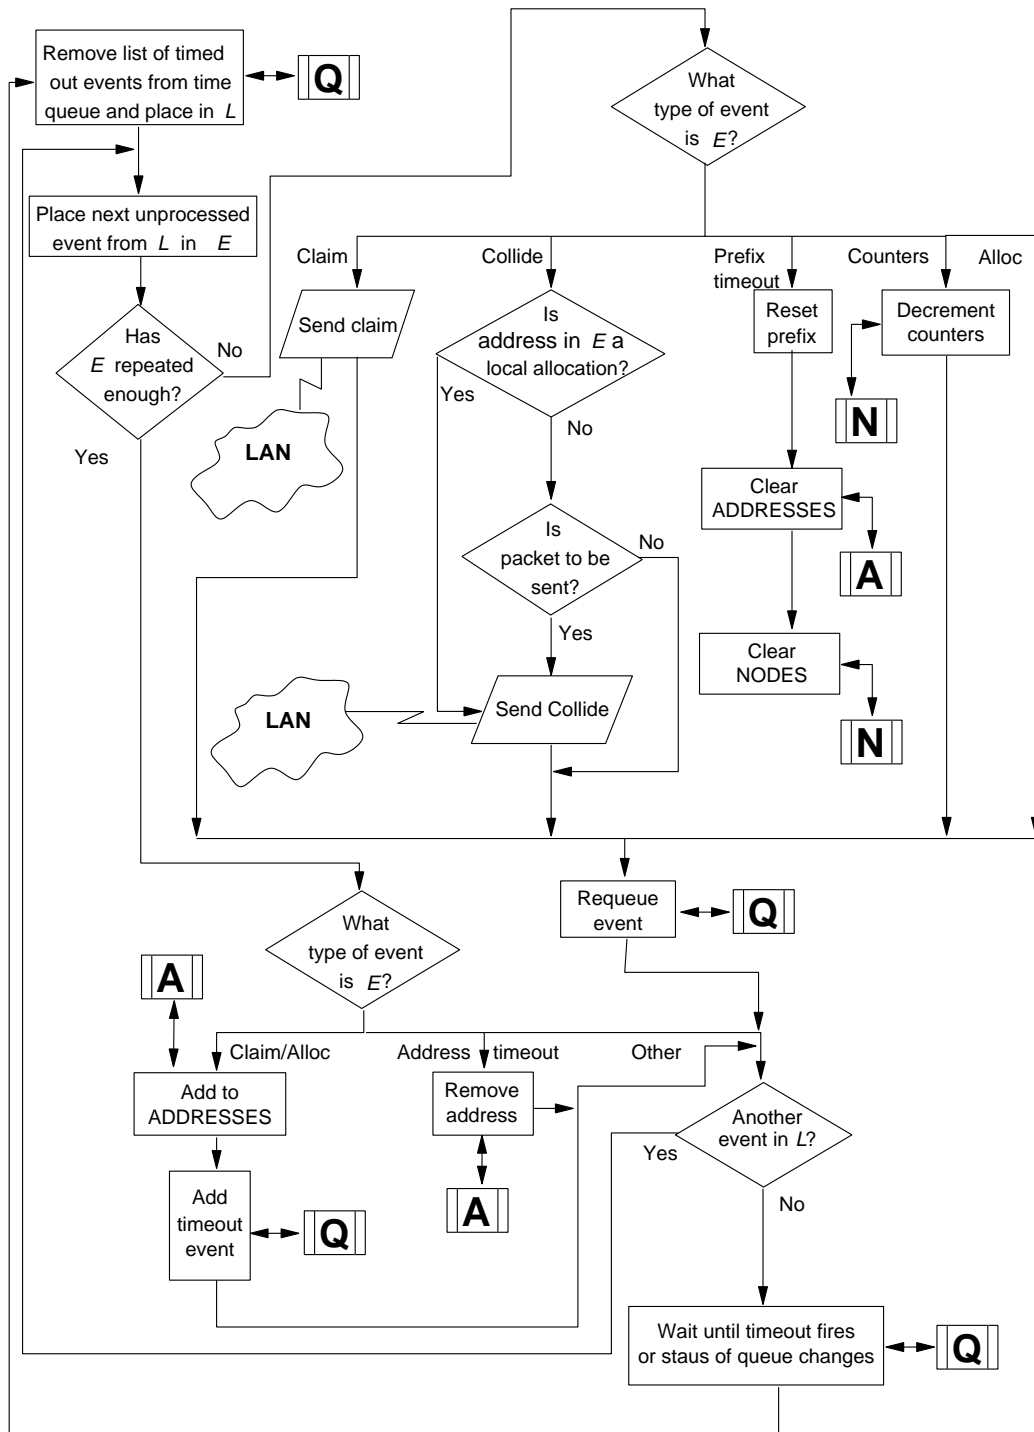 Remove list of timed
out events from time
queue and place in L
Q
What
type of event
is E?
Place next unprocessed
event from L in E
Claim
Collide
Prefix
timeout
Counters
Alloc
Has
E repeated
enough?
No
Yes
Send claim
LAN
Is
address in E a
local allocation?
Yes
No
Reset
prefix
Decrement
counters
N
Clear
ADDRESSES
A
Is
packet to be
sent?
No
Yes
Clear
NODES
N
Send Collide
LAN
What
type of event
is E?
Requeue
event
Q
A
Claim/Alloc
Address timeout
Other
Add to
ADDRESSES
Remove
address
A
Another
event in L?
Yes
No
Add
timeout
event
Q
Wait until timeout fires
or staus of queue changes
Q